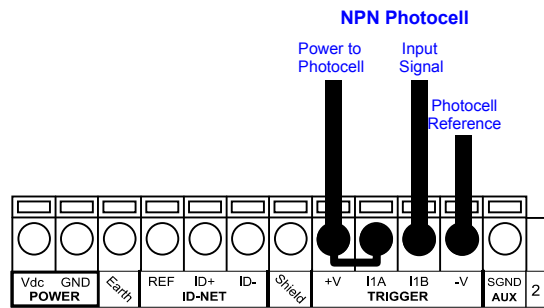 NPN Photocell
Power to
Photocell
Input
Signal
Photocell
Reference
Vdc GND Earth REF ID+ ID- Shield +V I1A I1B -V SGND
POWER ID-NET TRIGGER AUX 2